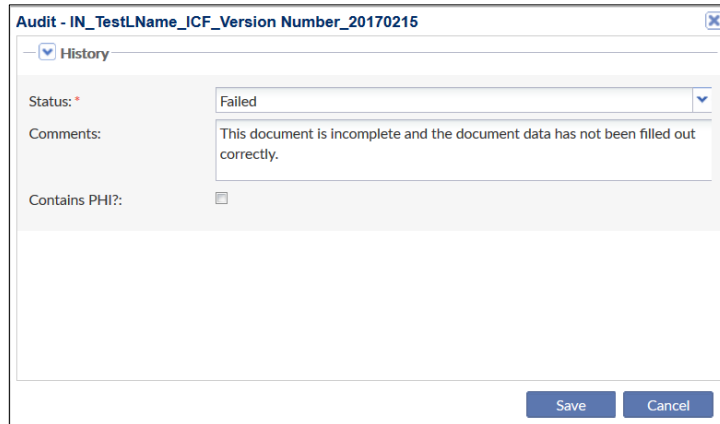 Audit - IN_TestLName_ICF_Version Number_20170215
History
Status: *
Failed
Comments:
This document is incomplete and the document data has not been filled out
correctly.
Contains PHI?:
Save
Cancel